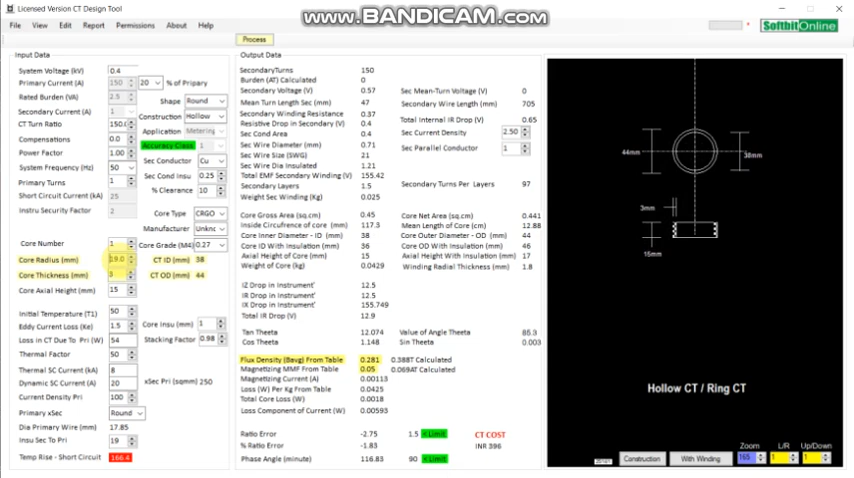 Licensed Version CT Design Tool
WWW.BANDICAM.COM
File View Edit Report Permissions About Help
SoftbitOnline
Process
Input Data
System Voltage (kV) 0.4
Primary Current (A) 150 20 % of Pripary
Rated Burden (VA) 2.5 Shape Round
Secondary Current (A) 1 Construction Hollow
CT Turn Ratio 150.0 Application Metering
Compensations 0.0 Accuracy Class 1
Power Factor 1.00 Sec Conductor Cu
System Frequency (Hz) 50 Sec Cond Insu 0.25
Primary Turns 1 % Clearance 10
Short Circuit Current (kA) 25
Instru Security Factor 2 Core Type CRGO
Manufacturer Unknc
Core Number 1 Core Grade (M4) 0.27
Core Radius (mm) 19.0 CT ID (mm) 38
Core Thickness (mm) 3 CT OD (mm) 44
Core Axial Height (mm) 15
Initial Temperature (T1) 50
Eddy Current Loss (Ke) 1.5 Core Insu (mm) 1
Loss in CT Due To Pri (W) 54 Stacking Factor 0.98
Thermal Factor 50
Thermal SC Current (kA) 8
Dynamic SC Current (A) 20 xSec Pri (sqmm) 250
Current Density Pri 100
Primary xSec Round
Dia Primary Wire (mm) 17.85
Insu Sec To Pri 19
Temp Rise - Short Circuit 166.4
Output Data
SecondaryTurns 150
Burden (AT) Calculated 0 Sec Mean-Turn Voltage (V) 0
Secondary Voltage (V) 0.57
Mean Turn Length Sec (mm) 47 Secondary Wire Length (mm) 705
Secondary Winding Resistance 0.37
Resistive Drop in Secondary (V) 0.4 Total Internal IR Drop (V) 0.65
Sec Cond Area 0.4 Sec Current Density 2.50
Sec Wire Diameter (mm) 0.71
Sec Wire Size (SWG) 21 Sec Parallel Conductor 1
Sec Wire Dia Insulated 1.21
Total EMF Secondary Winding (V) 155.42
Secondary Layers 1.5 Secondary Turns Per Layers 97
Weight Sec Winding (Kg) 0.025
Core Gross Area (sq.cm) 0.45 Core Net Area (sq.cm) 0.441
Inside Circufrence of core (mm) 117.3 Mean Length of Core (mm) 12.88
Core Inner Diameter - ID (mm) 38 Core Outer Diameter - OD (mm) 44
Core ID With Insulation (mm) 36 Core OD With Insulation (mm) 46
Axial Height of Core (mm) 15 Axial Height With Insulation (mm) 17
Weight of Core (kg) 0.0429 Winding Radial Thickness (mm) 1.8
IZ Drop in Instrument' 12.5
IR Drop in Instrument' 12.5
IX Drop in Instrument' 155.749
Total IR Drop (V) 12.9
Tan Theeta 12.074 Value of Angle Theeta 85.3
Cos Theeta 1.148 Sin Theeta 0.003
Flux Density (Bavg) From Table 0.281 0.388T Calculated
Magnetizing MMF From Table 0.05 0.069AT Calculated
Magnetizing Current (A) 0.00113
Loss (W) Per Kg From Table 0.0425
Total Core Loss (W) 0.0018
Loss Component of Current (W) 0.00593
Ratio Error -2.75 1.5 < Limit CT COST
% Ratio Error -1.83 INR 396
Phase Angle (minute) 116.83 90 < Limit
44mm 38mm
3mm
15mm
Hollow CT / Ring CT
Zoom L/R Up/Down
Construction With Winding 165 1 1